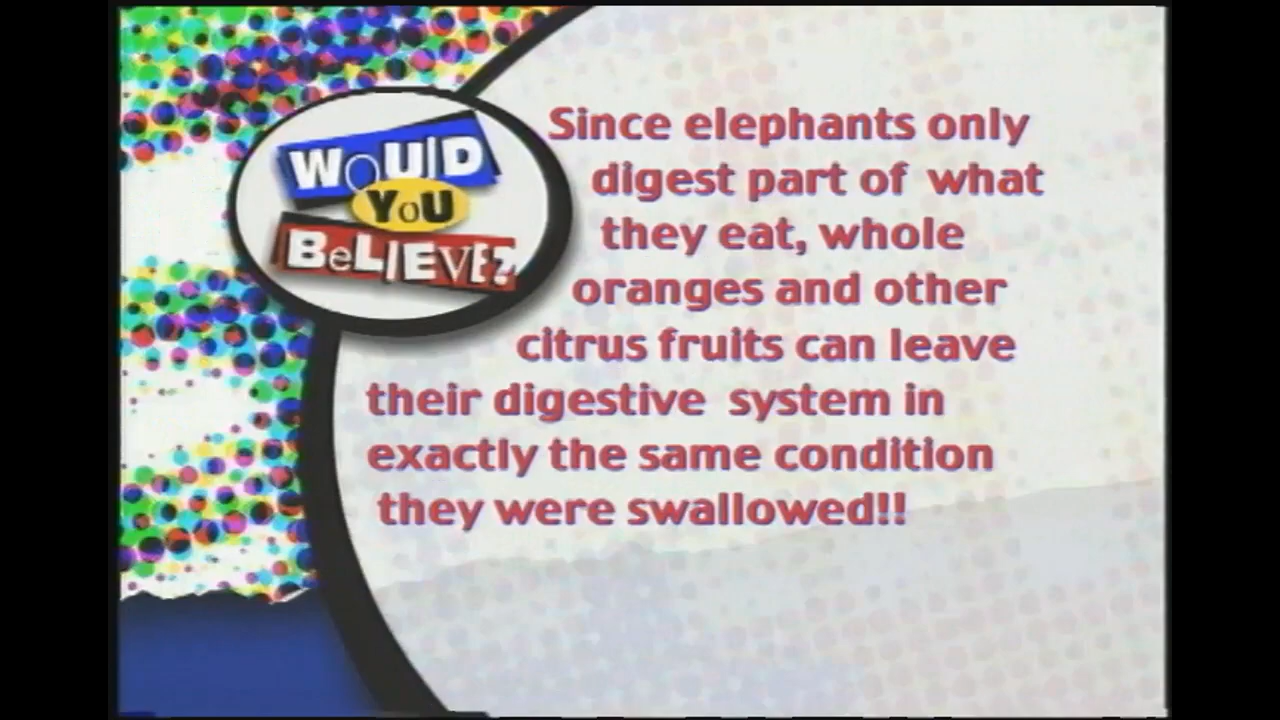 WoUlD
YoU
BeLIEVE?
Since elephants only
digest part of what
they eat, whole
oranges and other
citrus fruits can leave
their digestive system in
exactly the same condition
they were swallowed!!